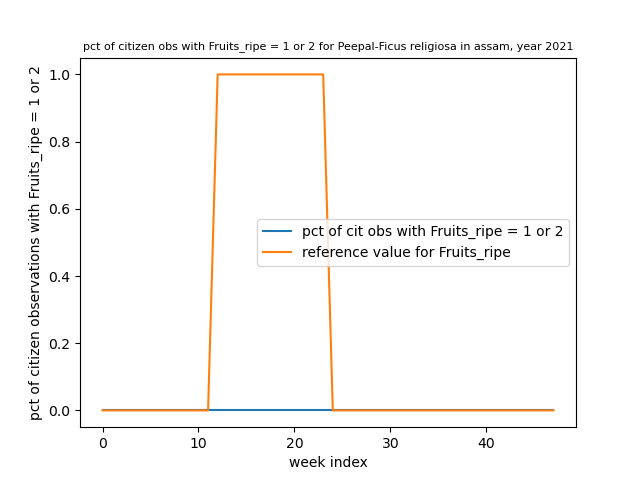 pct of citizen obs with Fruits_ripe = 1 or 2 for Peepal-Ficus religiosa in assam, year 2021
pct of citizen observations with Fruits_ripe = 1 or 2
1.0
0.8
0.6
0.4
0.2
0.0
pct of cit obs with Fruits_ripe = 1 or 2
reference value for Fruits_ripe
0 10 20 30 40
week index